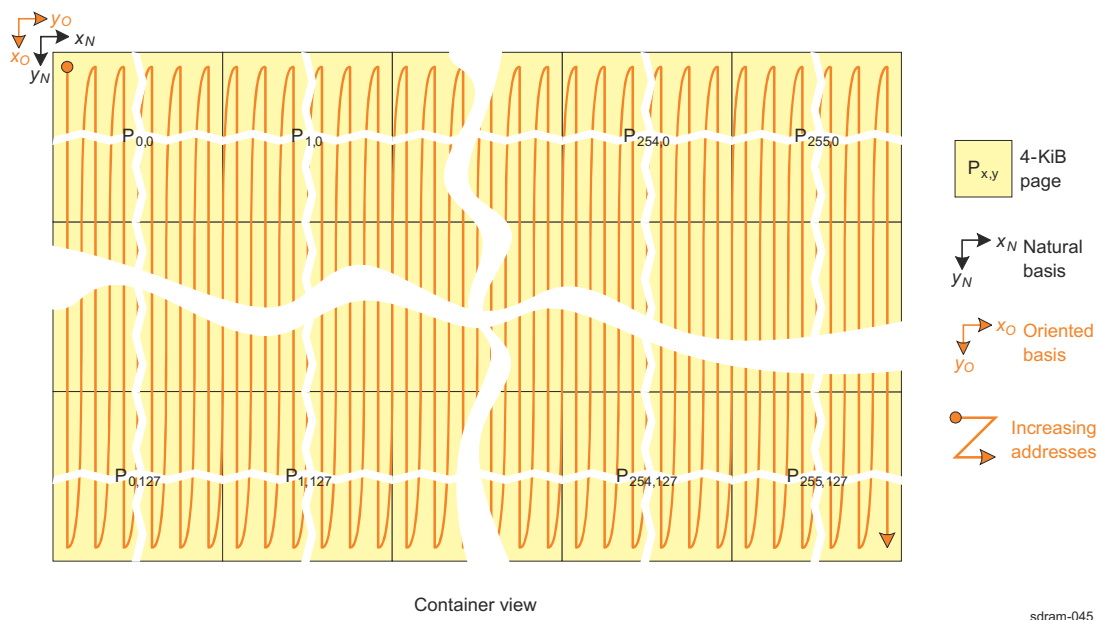 yO
xN
xO
yN
P0,0
P1,0
P254,0
P255,0
Px,y
4-KiB
page
xN
Natural
basis
yN
xO
Oriented
basis
yO
Increasing
addresses
P0,127
P1,127
P254,127
P255,127
Container view
sdram-045